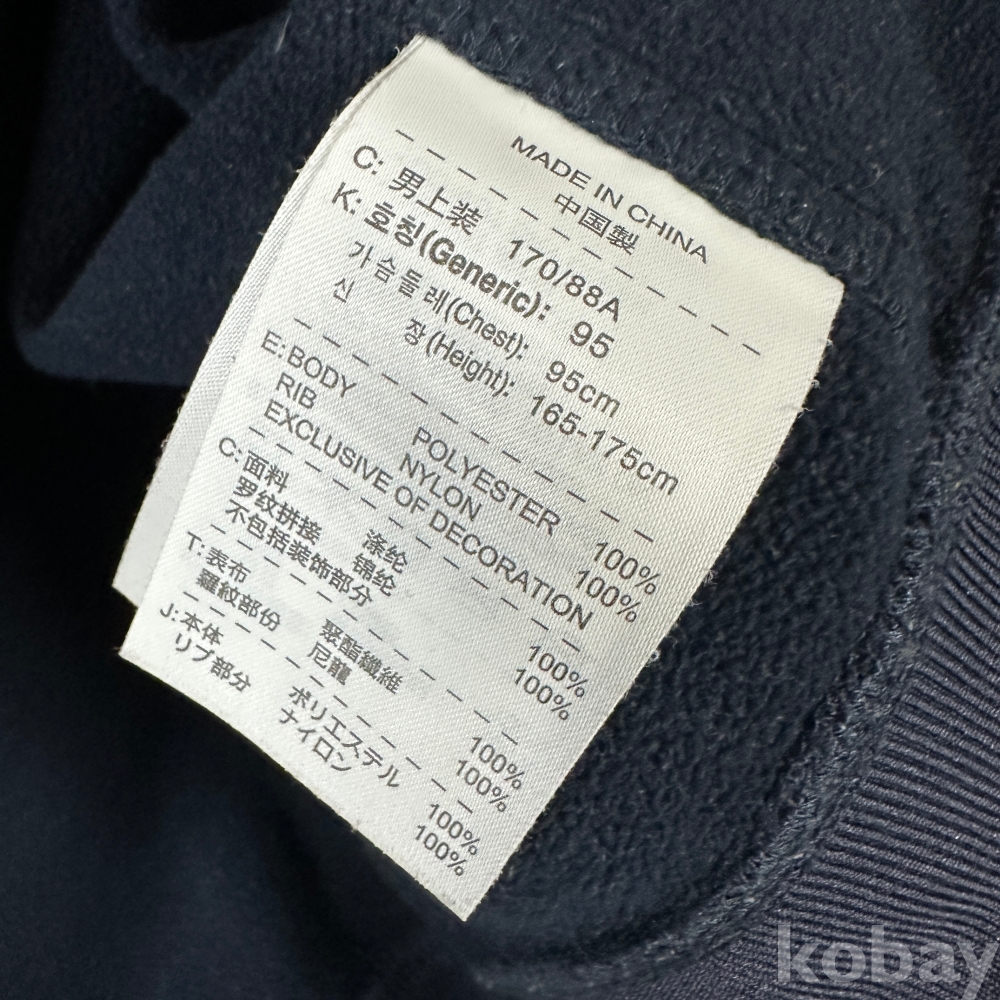 MADE IN CHINA
中国製
C: 男上装 170/88A
K: 호칭(Generic): 95
가슴둘레(Chest): 95cm
신 장(Height): 165-175cm
E: BODY POLYESTER 100%
RIB NYLON 100%
EXCLUSIVE OF DECORATION
C: 面料 涤纶 100%
罗纹拼接 锦纶 100%
不包括装饰部分
T: 表布 聚酯纖維 100%
羅紋部份 尼龍 100%
J: 本体 ポリエステル 100%
リブ部分 ナイロン 100%
kobay